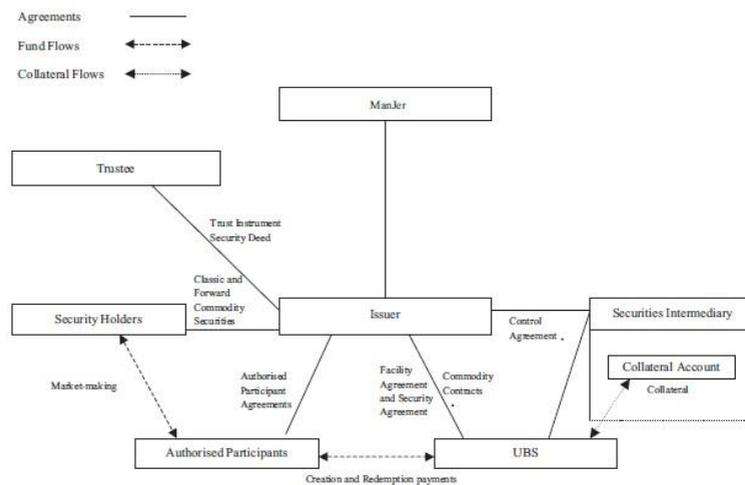 Agreements
Fund Flows
Collateral Flows
ManJer
Trustee
Trust Instrument
Security Deed
Classic and
Forward
Commodity
Securities
Security Holders
Issuer
Securities Intermediary
Control
Agreement
Collateral Account
Collateral
Market-making
Authorised
Participant
Agreements
Facility
Agreement
and Security
Agreement
Commodity
Contracts
Authorised Participants
UBS
Creation and Redemption payments